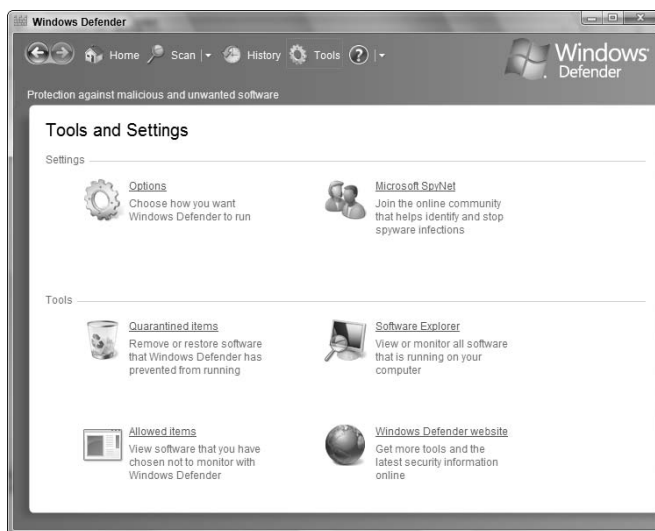 Windows Defender
Home Scan History Tools ?
Windows
Defender
Protection against malicious and unwanted software
Tools and Settings
Settings
Options
Choose how you want
Windows Defender to run
Microsoft SpyNet
Join the online community
that helps identify and stop
spyware infections
Tools
Quarantined items
Remove or restore software
that Windows Defender has
prevented from running
Software Explorer
View or monitor all software
that is running on your
computer
Allowed items
View software that you have
chosen not to monitor with
Windows Defender
Windows Defender website
Get more tools and the
latest security information
online